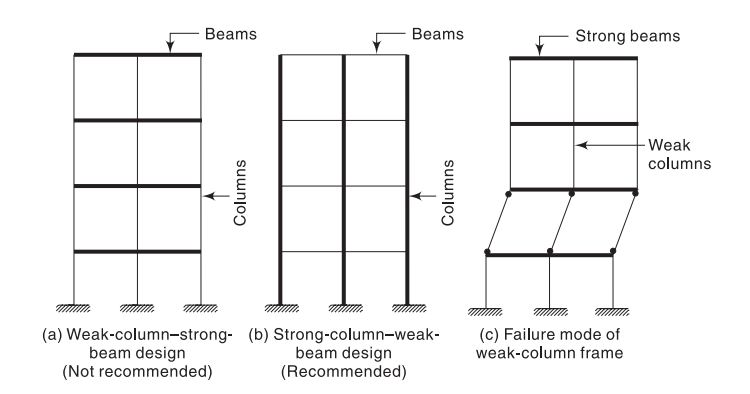 Beams
Columns
(a) Weak-column–strong-
beam design
(Not recommended)
Beams
Columns
(b) Strong-column–weak-
beam design
(Recommended)
Strong beams
Weak
columns
(c) Failure mode of
weak-column frame